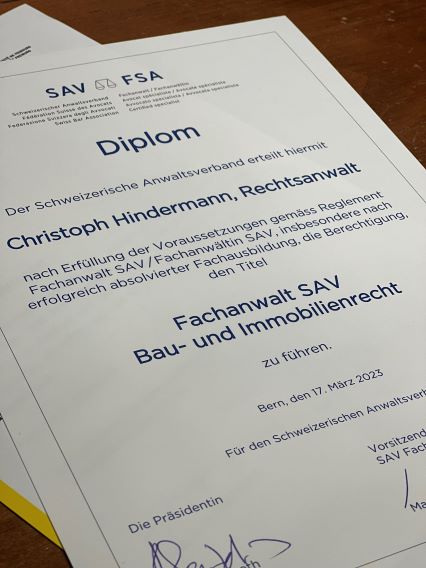 SAV FSA
Schweizerischer Anwaltsverband
Fédération Suisse des Avocats
Federazione Svizzera degli Avvocati
Swiss Bar Association
Fachanwalt / Fachanwältin
Avocat spécialiste / Avocate spécialiste
Avvocato specialista / Avvocata specialista
Certified specialist
Diplom
Der Schweizerische Anwaltsverband erteilt hiermit
Christoph Hindermann, Rechtsanwalt
nach Erfüllung der Voraussetzungen gemäss Reglement
Fachanwalt SAV / Fachanwältin SAV, insbesondere nach
erfolgreich absolvierter Fachausbildung, die Berechtigung,
den Titel
Fachanwalt SAV
Bau- und Immobilienrecht
zu führen.
Bern, den 17. März 2023
Für den Schweizerischen Anwaltsverb
Vorsitzend
SAV Fach
Die Präsidentin
Ma